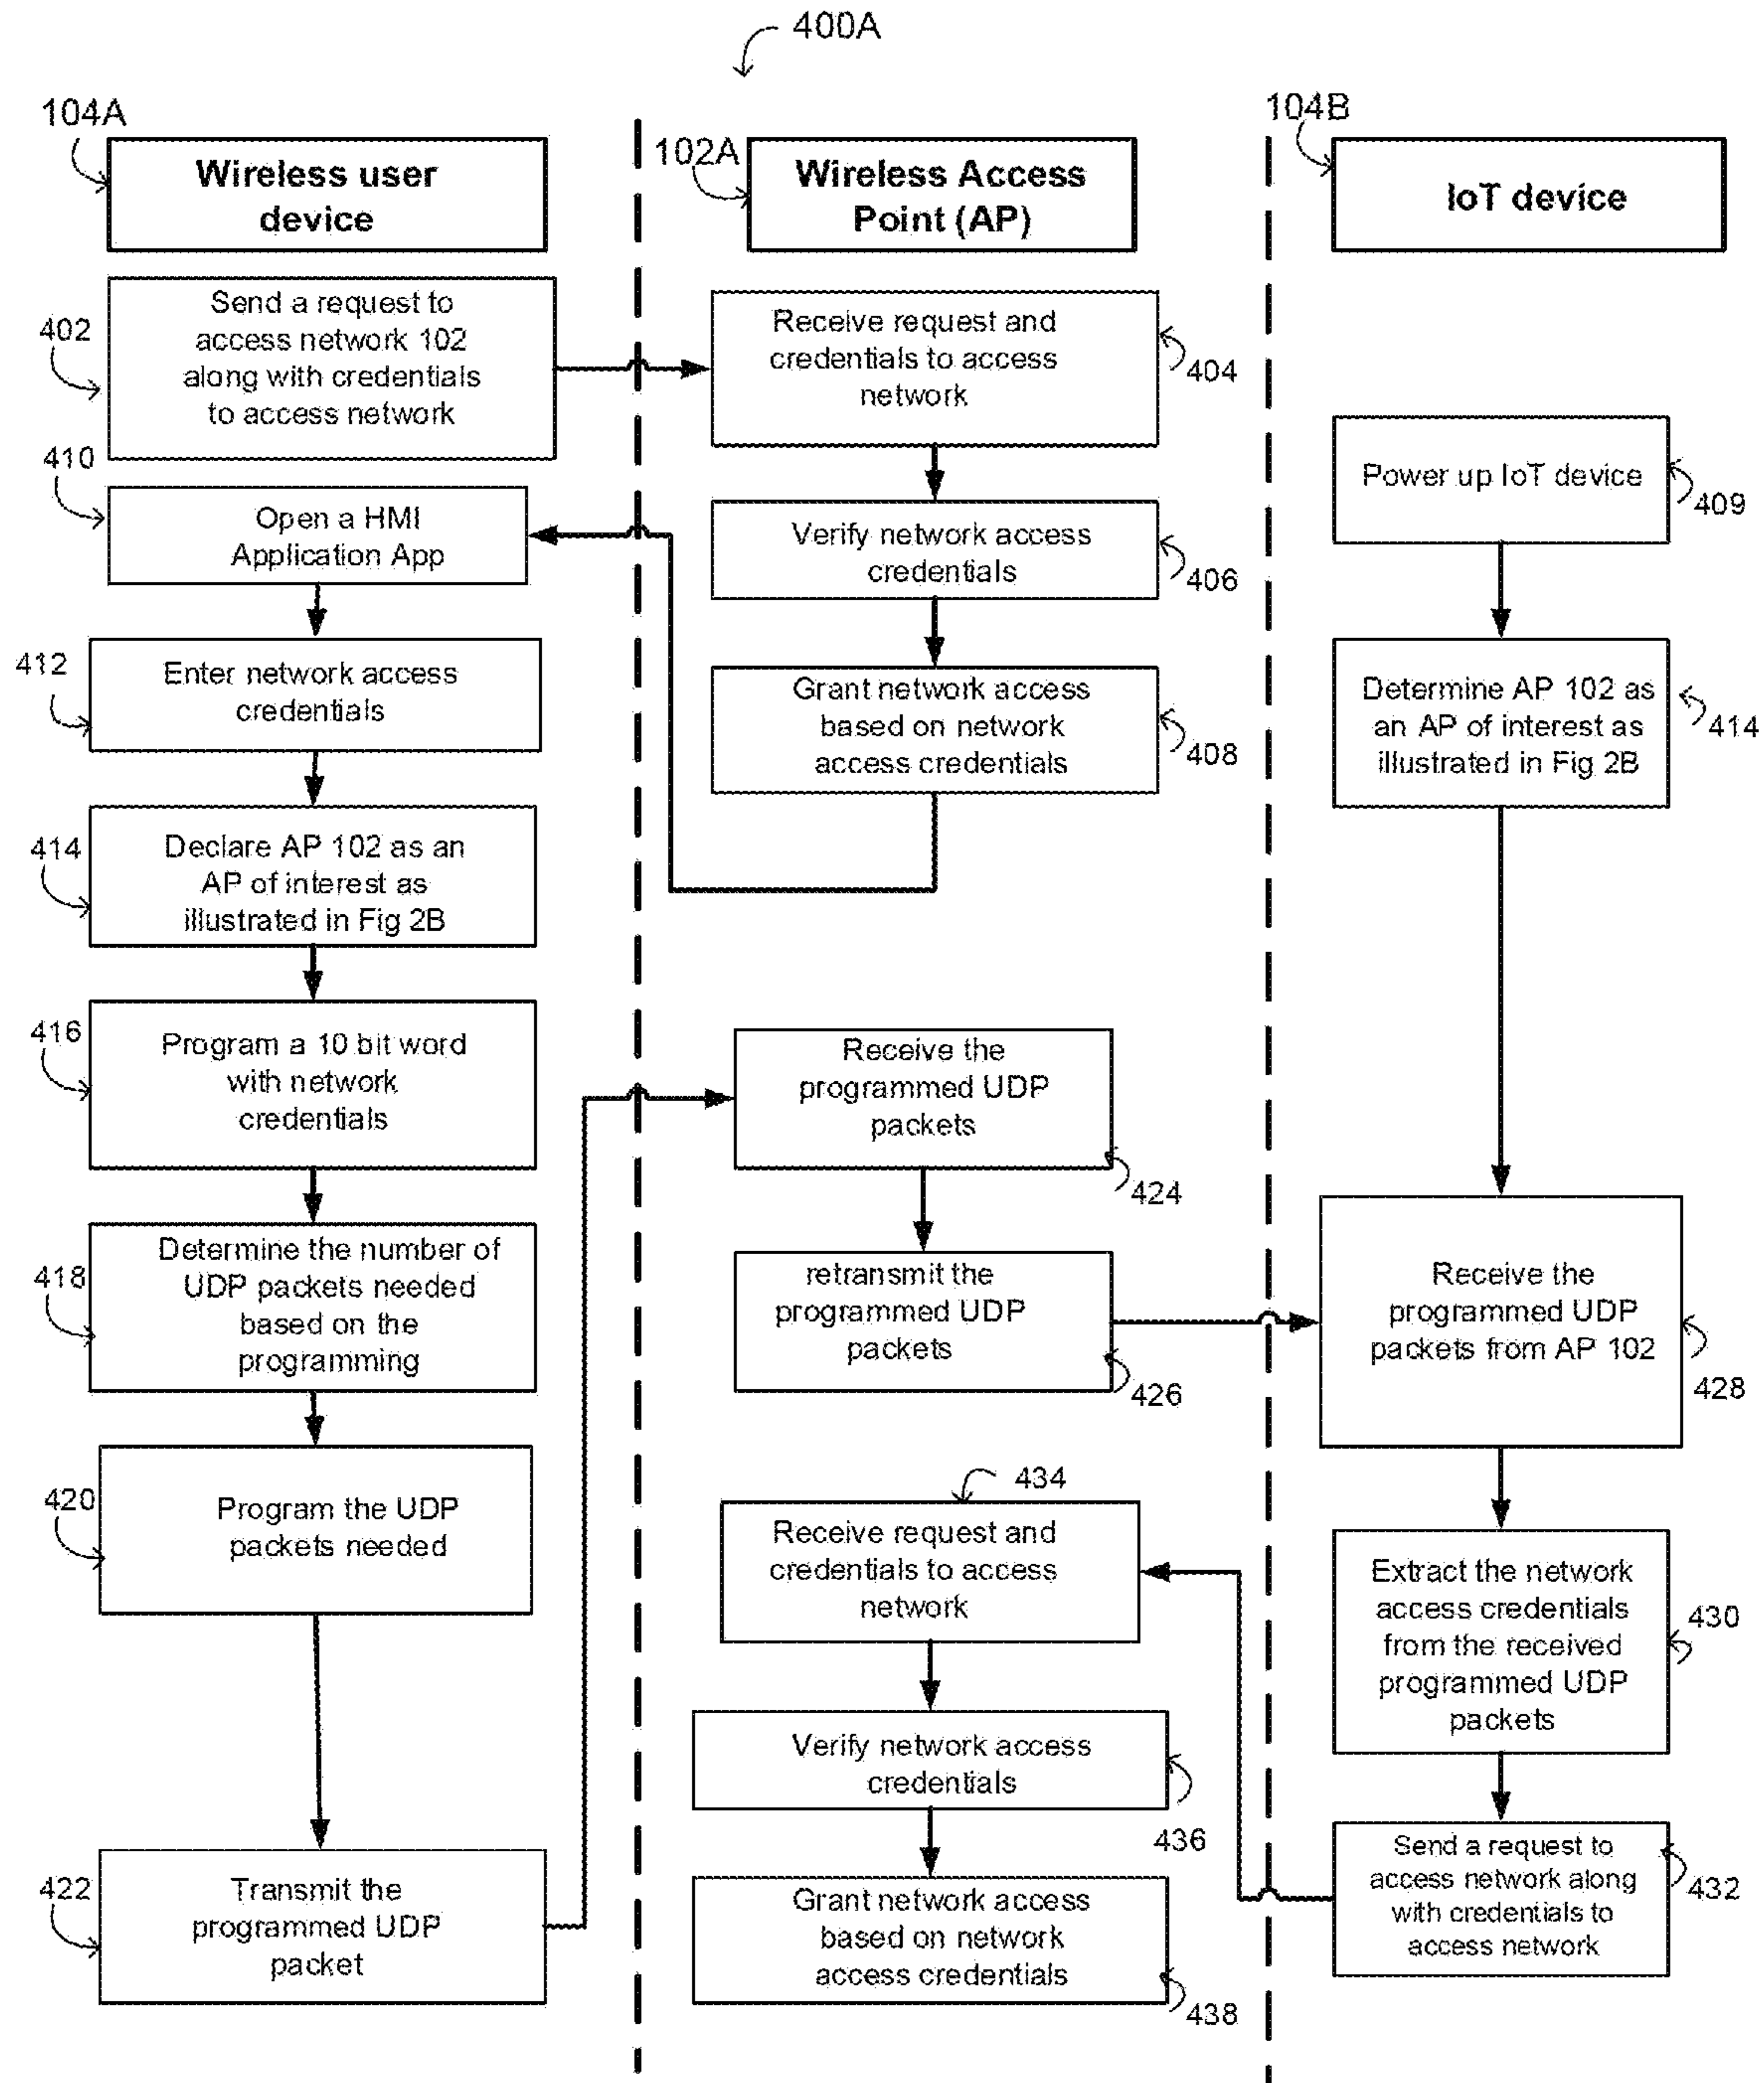 400A
104A
Wireless user
device
102A
Wireless Access
Point (AP)
104B
IoT device
402
Send a request to
access network 102
along with credentials
to access network
Receive request and
credentials to access
network
404
410
Open a HMI
Application App
Verify network access
credentials
406
Power up IoT device
409
412
Enter network access
credentials
Grant network access
based on network
access credentials
408
Determine AP 102 as
an AP of interest as
illustrated in Fig 2B
414
414
Declare AP 102 as an
AP of interest as
illustrated in Fig 2B
416
Program a 10 bit word
with network
credentials
Receive the
programmed UDP
packets
424
418
Determine the number of
UDP packets needed
based on the
programming
retransmit the
programmed UDP
packets
426
Receive the
programmed UDP
packets from AP 102
428
420
Program the UDP
packets needed
434
Receive request and
credentials to access
network
Extract the network
access credentials
from the received
programmed UDP
packets
430
Verify network access
credentials
436
422
Transmit the
programmed UDP
packet
Grant network access
based on network
access credentials
438
Send a request to
access network along
with credentials to
access network
432